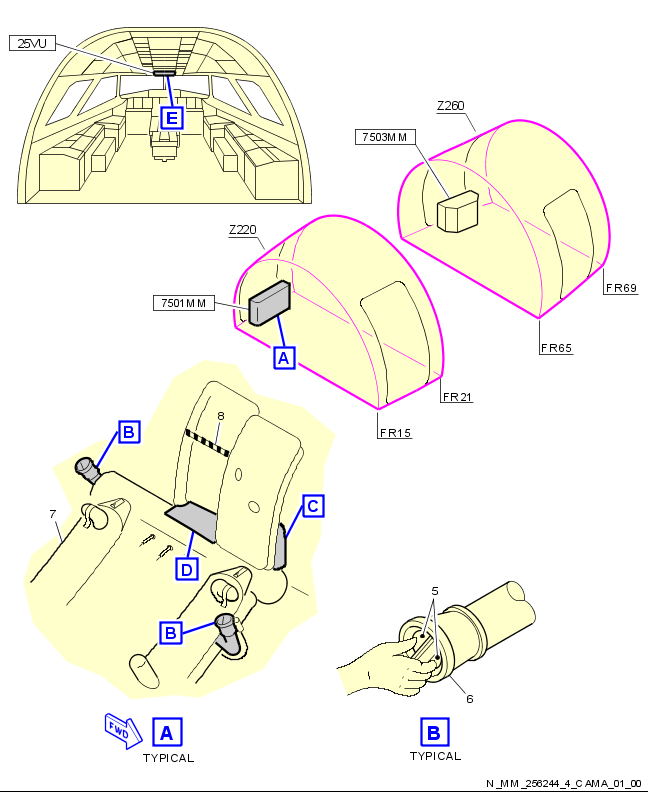 25VU
E
Z260
7503MM
Z220
FR69
7501MM
FR65
A
FR21
FR15
8
B
C
7
D
5
B
6
FWD
A
B
TYPICAL
TYPICAL
N_MM_256244_4_CAMA_01_00